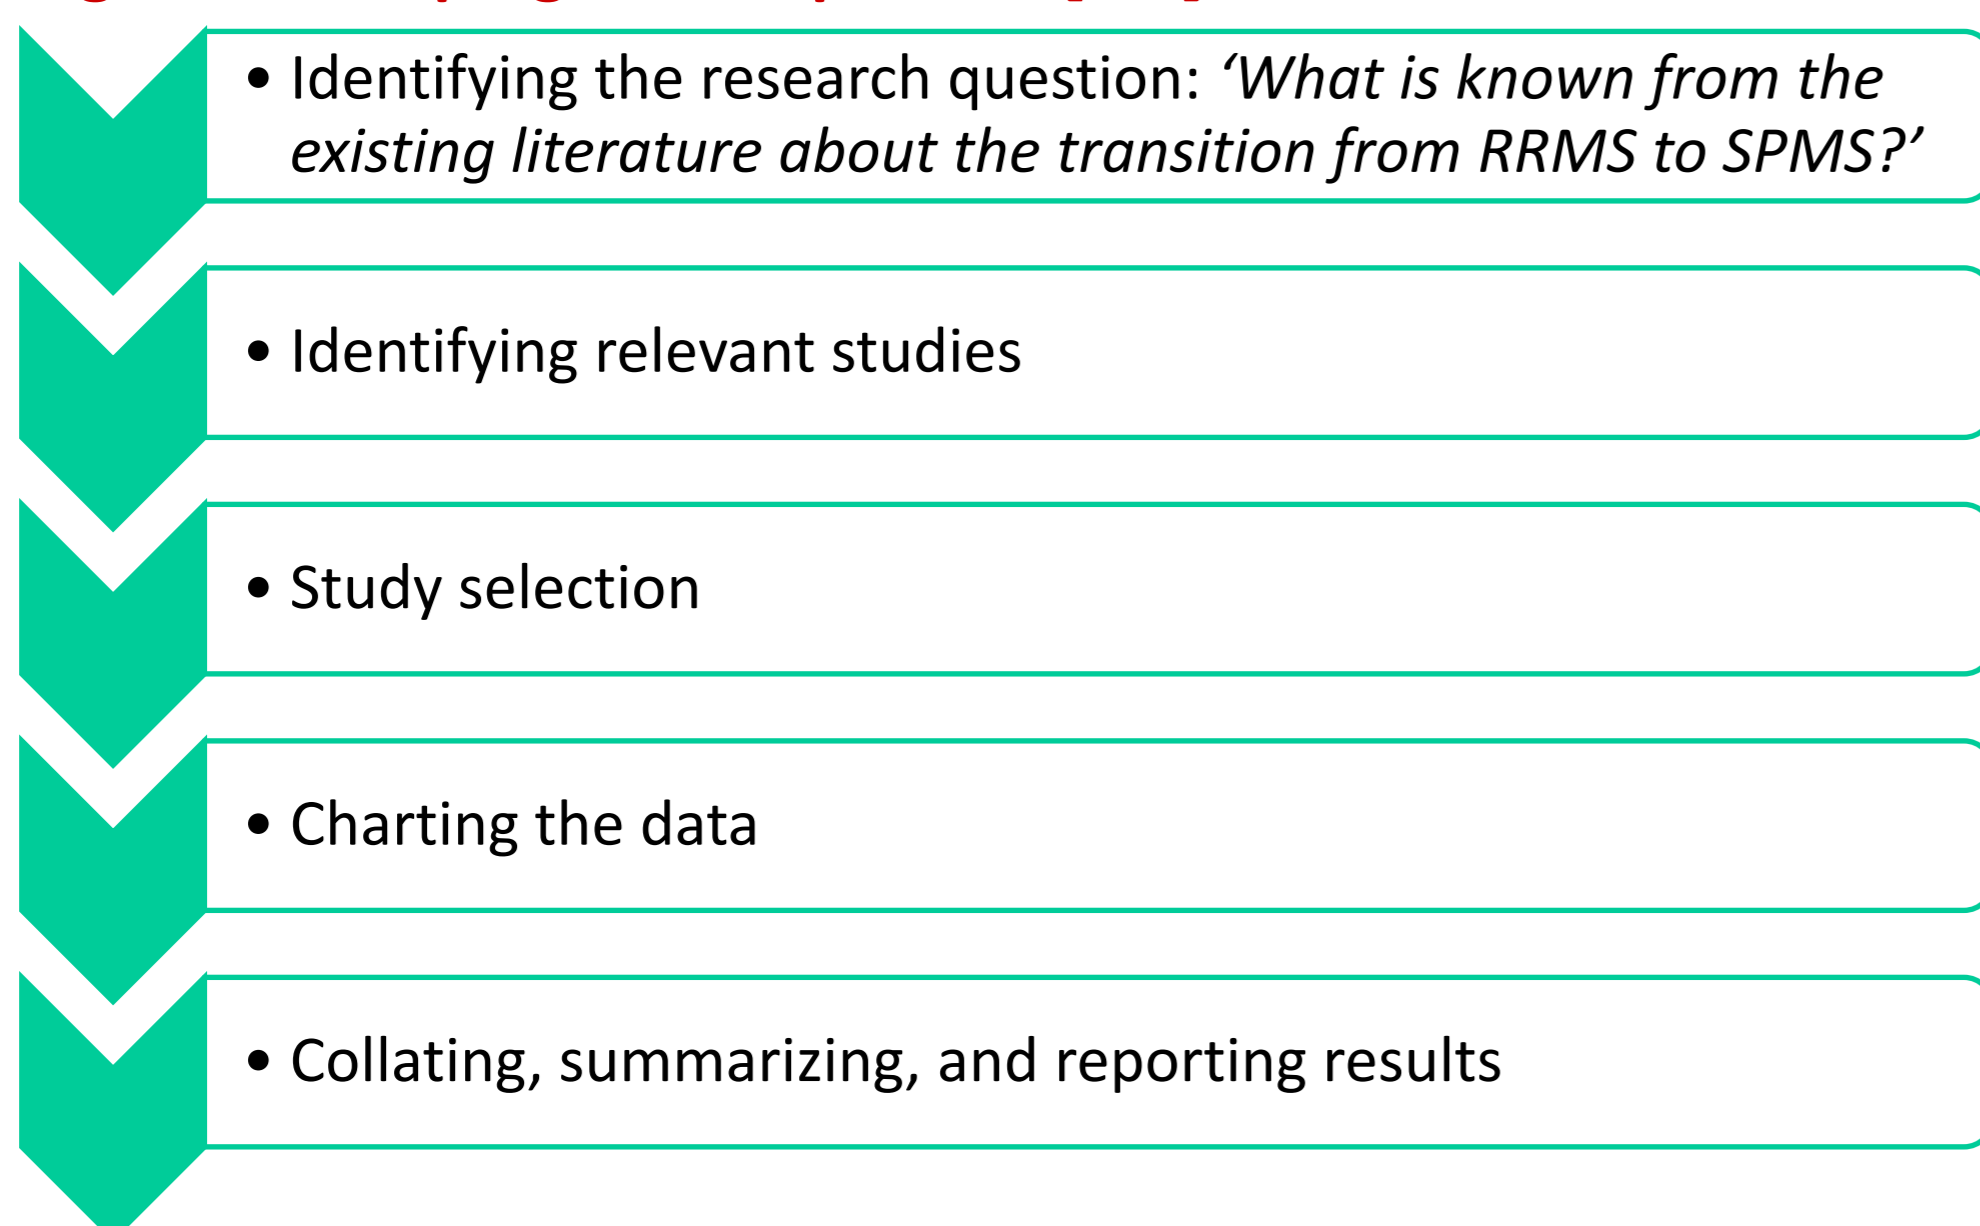 • Identifying the research question: ‘What is known from the
existing literature about the transition from RRMS to SPMS?’
• Identifying relevant studies
• Study selection
• Charting the data
• Collating, summarizing, and reporting results